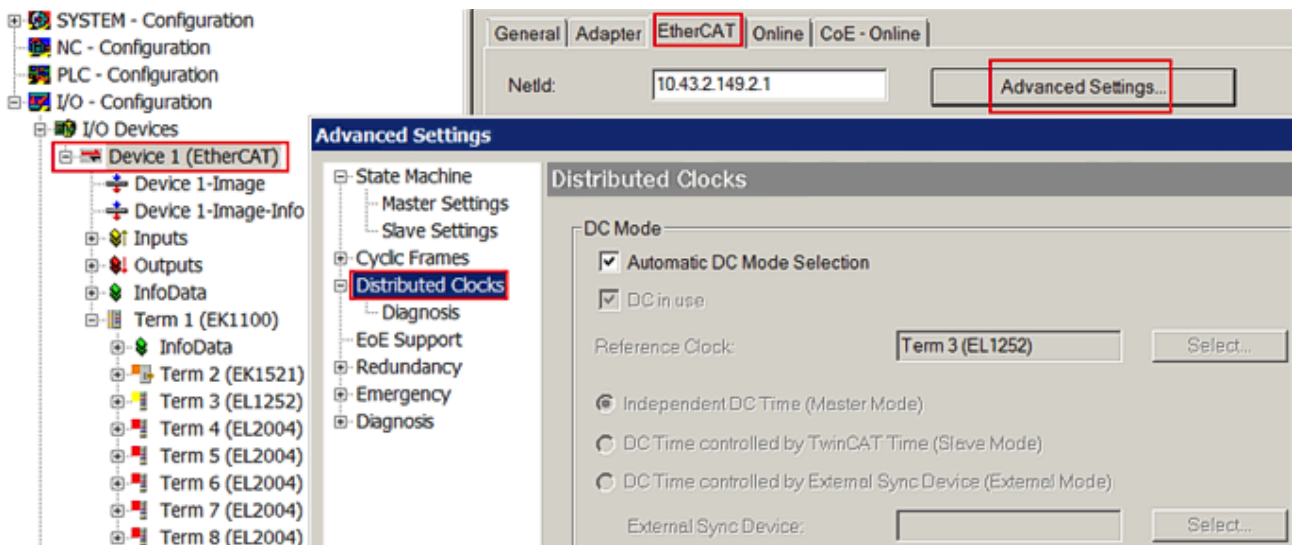 SYSTEM - Configuration
NC - Configuration
PLC - Configuration
I/O - Configuration
I/O Devices
Device 1 (EtherCAT)
Device 1-Image
Device 1-Image-Info
Inputs
Outputs
InfoData
Term 1 (EK1100)
InfoData
Term 2 (EK1521)
Term 3 (EL1252)
Term 4 (EL2004)
Term 5 (EL2004)
Term 6 (EL2004)
Term 7 (EL2004)
Term 8 (EL2004)
General Adapter EtherCAT Online CoE - Online
NetId: 10.43.2.149.2.1 Advanced Settings...
Advanced Settings
State Machine
Master Settings
Slave Settings
Cyclic Frames
Distributed Clocks
Diagnosis
EoE Support
Redundancy
Emergency
Diagnosis
Distributed Clocks
DC Mode
Automatic DC Mode Selection
DC in use
Reference Clock: Term 3 (EL1252) Select...
Independent DC Time (Master Mode)
DC Time controlled by TwinCAT Time (Slave Mode)
DC Time controlled by External Sync Device (External Mode)
External Sync Device: Select...